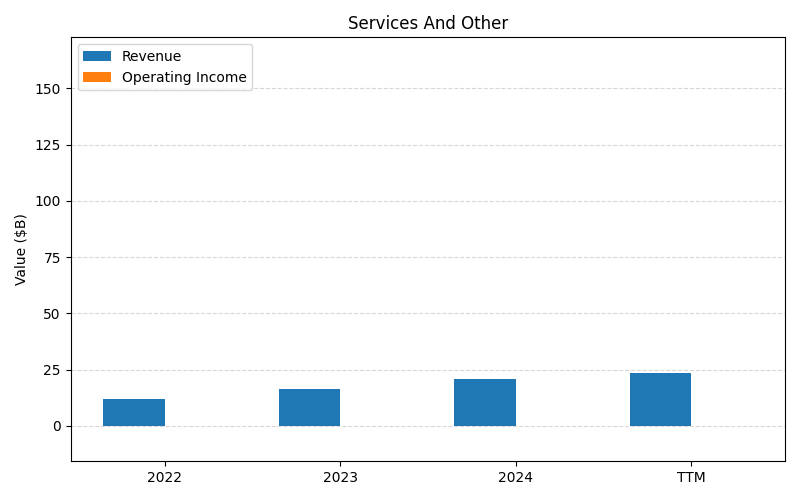 Services And Other
Revenue
Operating Income
Value ($B)
150
125
100
75
50
25
0
2022
2023
2024
TTM